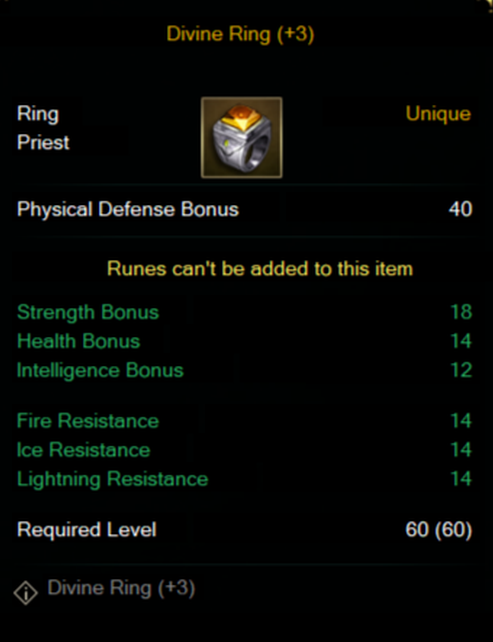 Divine Ring (+3)
Ring Unique
Priest
Physical Defense Bonus 40
Runes can't be added to this item
Strength Bonus 18
Health Bonus 14
Intelligence Bonus 12
Fire Resistance 14
Ice Resistance 14
Lightning Resistance 14
Required Level 60 (60)
Divine Ring (+3)